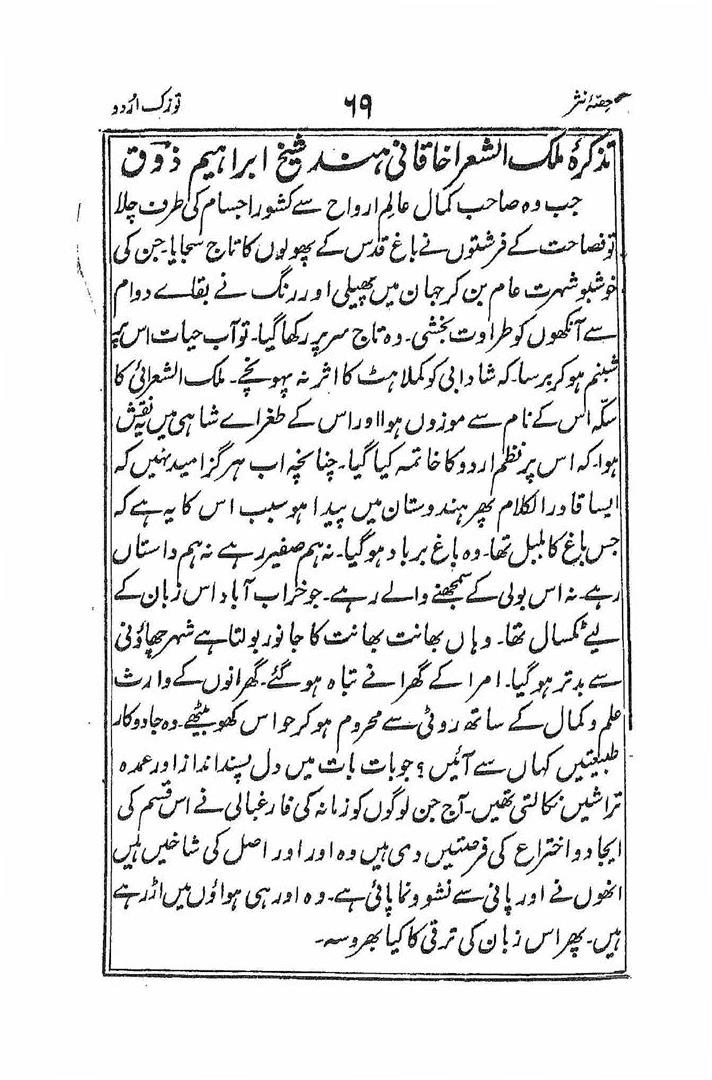 حصۂ نثر ۶۹ توزک اردو
تذکرۂ ملک الشعرا خاقانی ہند شیخ ابراہیم ذوق
جب وہ صاحب کمال عالم ارواح سے کشور اجسام کی طرف چلا
تو فصاحت کے فرشتوں نے باغ قدس کے پھولوں کا تاج سجایا۔ جن کی
خوشبو شہرت عام بن کر جہان میں پھیلی اور رنگ نے بقاے دوام
سے آنکھوں کو طراوت بخشی۔ وہ تاج سر پر رکھا گیا۔ تو آب حیات اس پہ
شبنم ہو کر برسا۔ کہ شادابی کو کملاہٹ کا اثر نہ پہونچے۔ ملک الشعرائی کا
سکہ اس کے نام سے موزوں ہوا اور اس کے طغراے شاہی میں یہ نقش
ہوا۔ کہ اس پر نظم اردو کا خاتمہ کیا گیا۔ چنانچہ اب ہرگز امید نہیں کہ
ایسا قادر الکلام پھر ہندوستان میں پیدا ہو سبب اس کا یہ ہے کہ
جس باغ کا بلبل تھا۔ وہ باغ برباد ہو گیا۔ نہ ہم صفیر رہے نہ ہم داستاں
رہے۔ نہ اس بولی کے سمجھنے والے رہے۔ جو خراب آباد اس زبان کے
لیے ٹکسال تھا۔ وہاں بھانت بھانت کا جانور بولتا ہے شہر چھاؤنی
سے بدتر ہو گیا۔ امرا کے گھرانے تباہ ہو گئے۔ گھرانوں کے وارث
علم و کمال کے ساتھ روٹی سے محروم ہو کر حواس کھو بیٹھے۔ وہ جادو کار
طبیعتیں کہاں سے آئیں؟ جو بات بات میں دل پسند انداز اور عمدہ
تراشیں نکالتی تھیں۔ آج جن لوگوں کو زمانہ کی فارغبالی نے اس قسم کی
ایجاد و اختراع کی فرصتیں دی ہیں وہ اور اور اصل کی شاخیں ہیں
انھوں نے اور پانی سے نشو و نما پائی ہے۔ وہ اور ہی ہواؤں میں اڑ رہے
ہیں۔ پھر اس زبان کی ترقی کا کیا بھروسہ۔